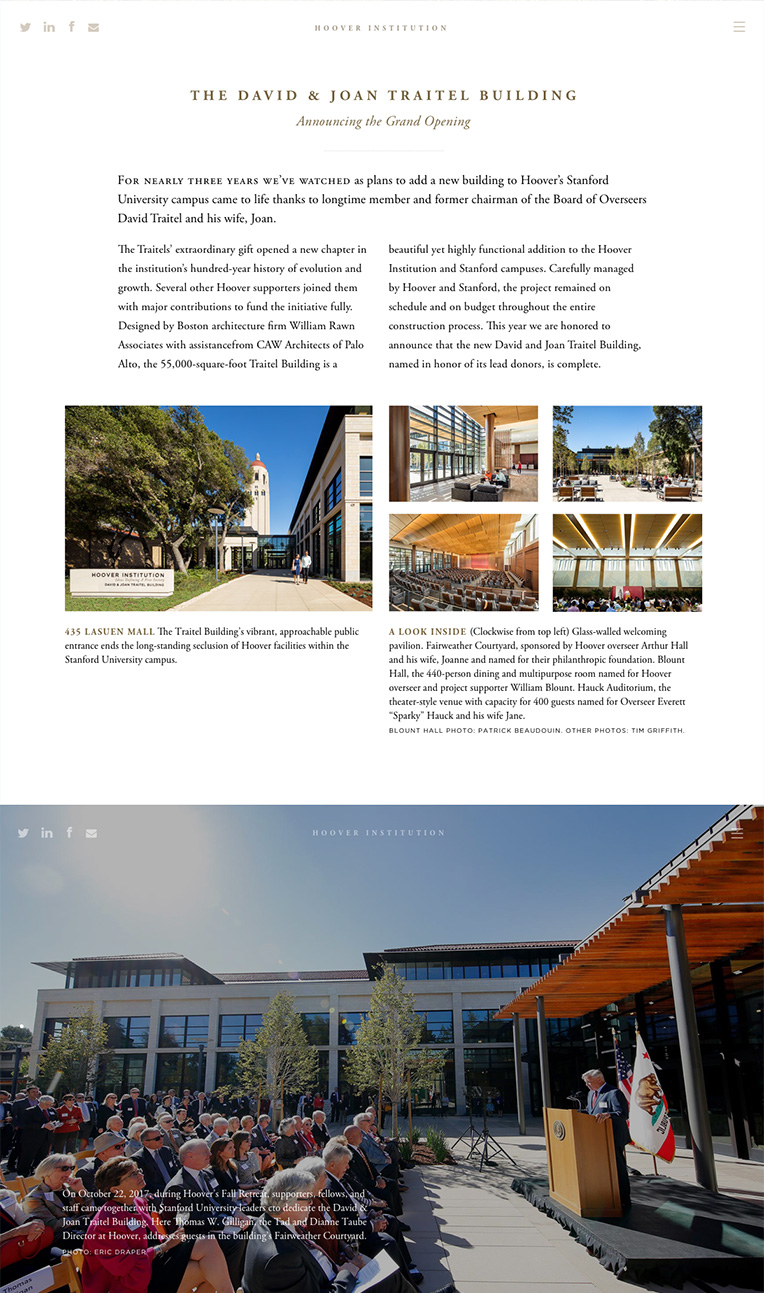 HOOVER INSTITUTION
THE DAVID & JOAN TRAITEL BUILDING
Announcing the Grand Opening
FOR NEARLY THREE YEARS WE'VE WATCHED as plans to add a new building to Hoover's Stanford
University campus came to life thanks to longtime member and former chairman of the Board of Overseers
David Traitel and his wife, Joan.
The Traitels' extraordinary gift opened a new chapter in
the institution's hundred-year history of evolution and
growth. Several other Hoover supporters joined them
with major contributions to fund the initiative fully.
Designed by Boston architecture firm William Rawn
Associates with assistancefrom CAW Architects of Palo
Alto, the 55,000-square-foot Traitel Building is a
beautiful yet highly functional addition to the Hoover
Institution and Stanford campuses. Carefully managed
by Hoover and Stanford, the project remained on
schedule and on budget throughout the entire
construction process. This year we are honored to
announce that the new David and Joan Traitel Building,
named in honor of its lead donors, is complete.
HOOVER INSTITUTION
DAVID & JOAN TRAITEL BUILDING
435 LASUEN MALL The Traitel Building's vibrant, approachable public
entrance ends the long-standing seclusion of Hoover facilities within the
Stanford University campus.
A LOOK INSIDE (Clockwise from top left) Glass-walled welcoming
pavilion. Fairweather Courtyard, sponsored by Hoover overseer Arthur Hall
and his wife, Joanne and named for their philanthropic foundation. Blount
Hall, the 440-person dining and multipurpose room named for Hoover
overseer and project supporter William Blount. Hauck Auditorium, the
theater-style venue with capacity for 400 guests named for Overseer Everett
"Sparky" Hauck and his wife Jane.
BLOUNT HALL PHOTO: PATRICK BEAUDOUIN. OTHER PHOTOS: TIM GRIFFITH.
HOOVER INSTITUTION
On October 22, 2017, during Hoover's Fall Retreat, supporters, fellows, and
staff came together with Stanford University leaders cto dedicate the David &
Joan Traitel Building. Here Thomas W. Gilligan, the Tad and Dianne Taube
Director at Hoover, addresses guests in the building's Fairweather Courtyard.
PHOTO: ERIC DRAPER
Thomas